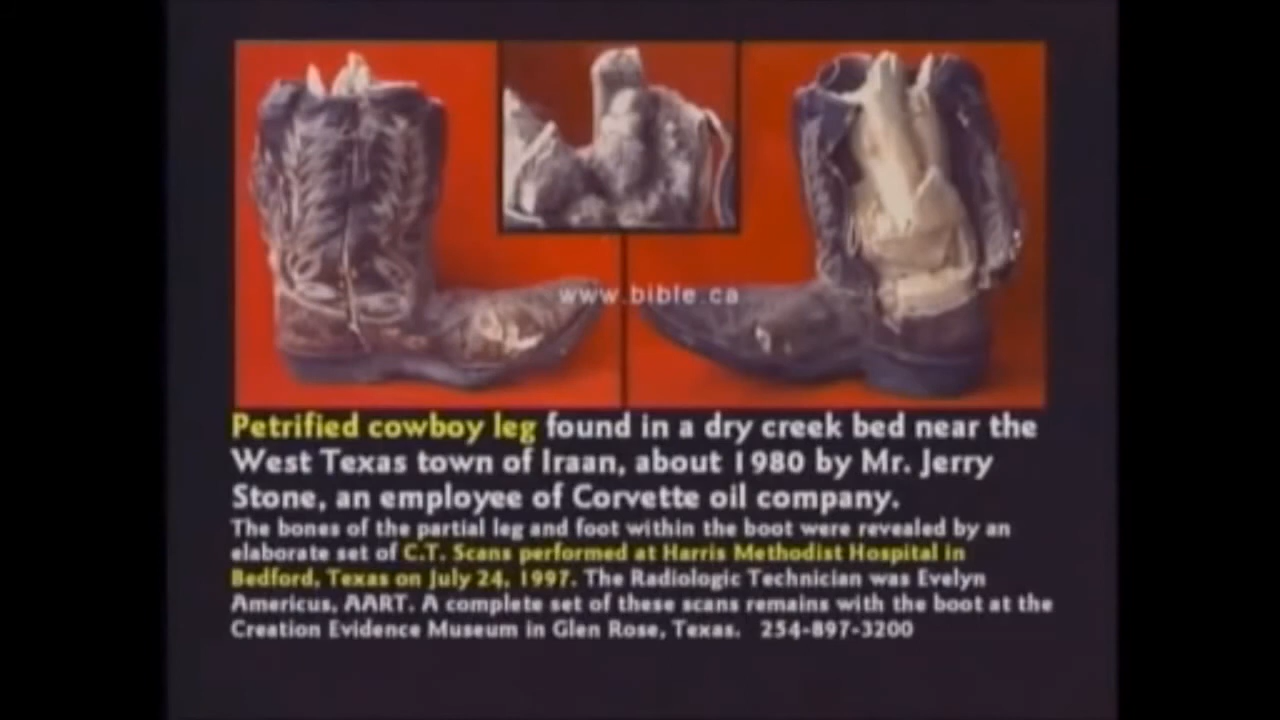 www.bible.ca
Petrified cowboy leg found in a dry creek bed near the
West Texas town of Iraan, about 1980 by Mr. Jerry
Stone, an employee of Corvette oil company.
The bones of the partial leg and foot within the boot were revealed by an
elaborate set of C.T. Scans performed at Harris Methodist Hospital in
Bedford, Texas on July 24, 1997. The Radiologic Technician was Evelyn
Americus, AART. A complete set of these scans remains with the boot at the
Creation Evidence Museum in Glen Rose, Texas. 254-897-3200